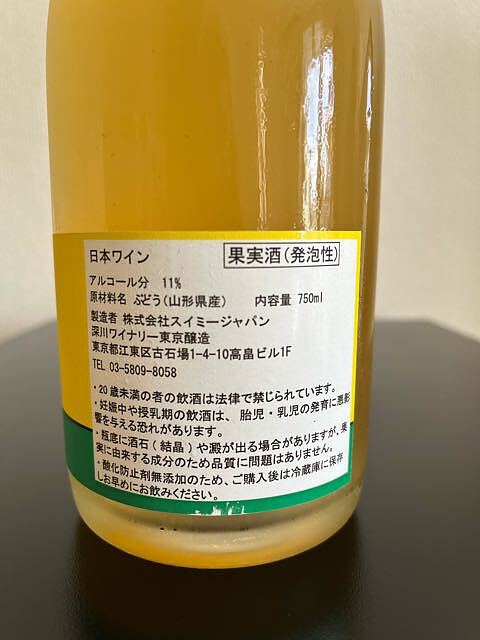 日本ワイン 果実酒(発泡性)
アルコール分 11%
原材料名 ぶどう(山形県産) 内容量 750ml
製造者 株式会社スイミージャパン
深川ワイナリー東京醸造
東京都江東区古石場1-4-10高畠ビル1F
TEL 03-5809-8058
・20歳未満の者の飲酒は法律で禁じられています。
・妊娠中や授乳期の飲酒は、胎児・乳児の発育に悪影
響を与える恐れがあります。
・瓶底に酒石(結晶)や澱が出る場合がありますが、果
実に由来する成分のため品質に問題はありません。
・酸化防止剤無添加のため、ご購入後は冷蔵庫に保存
しお早めにお飲みください。